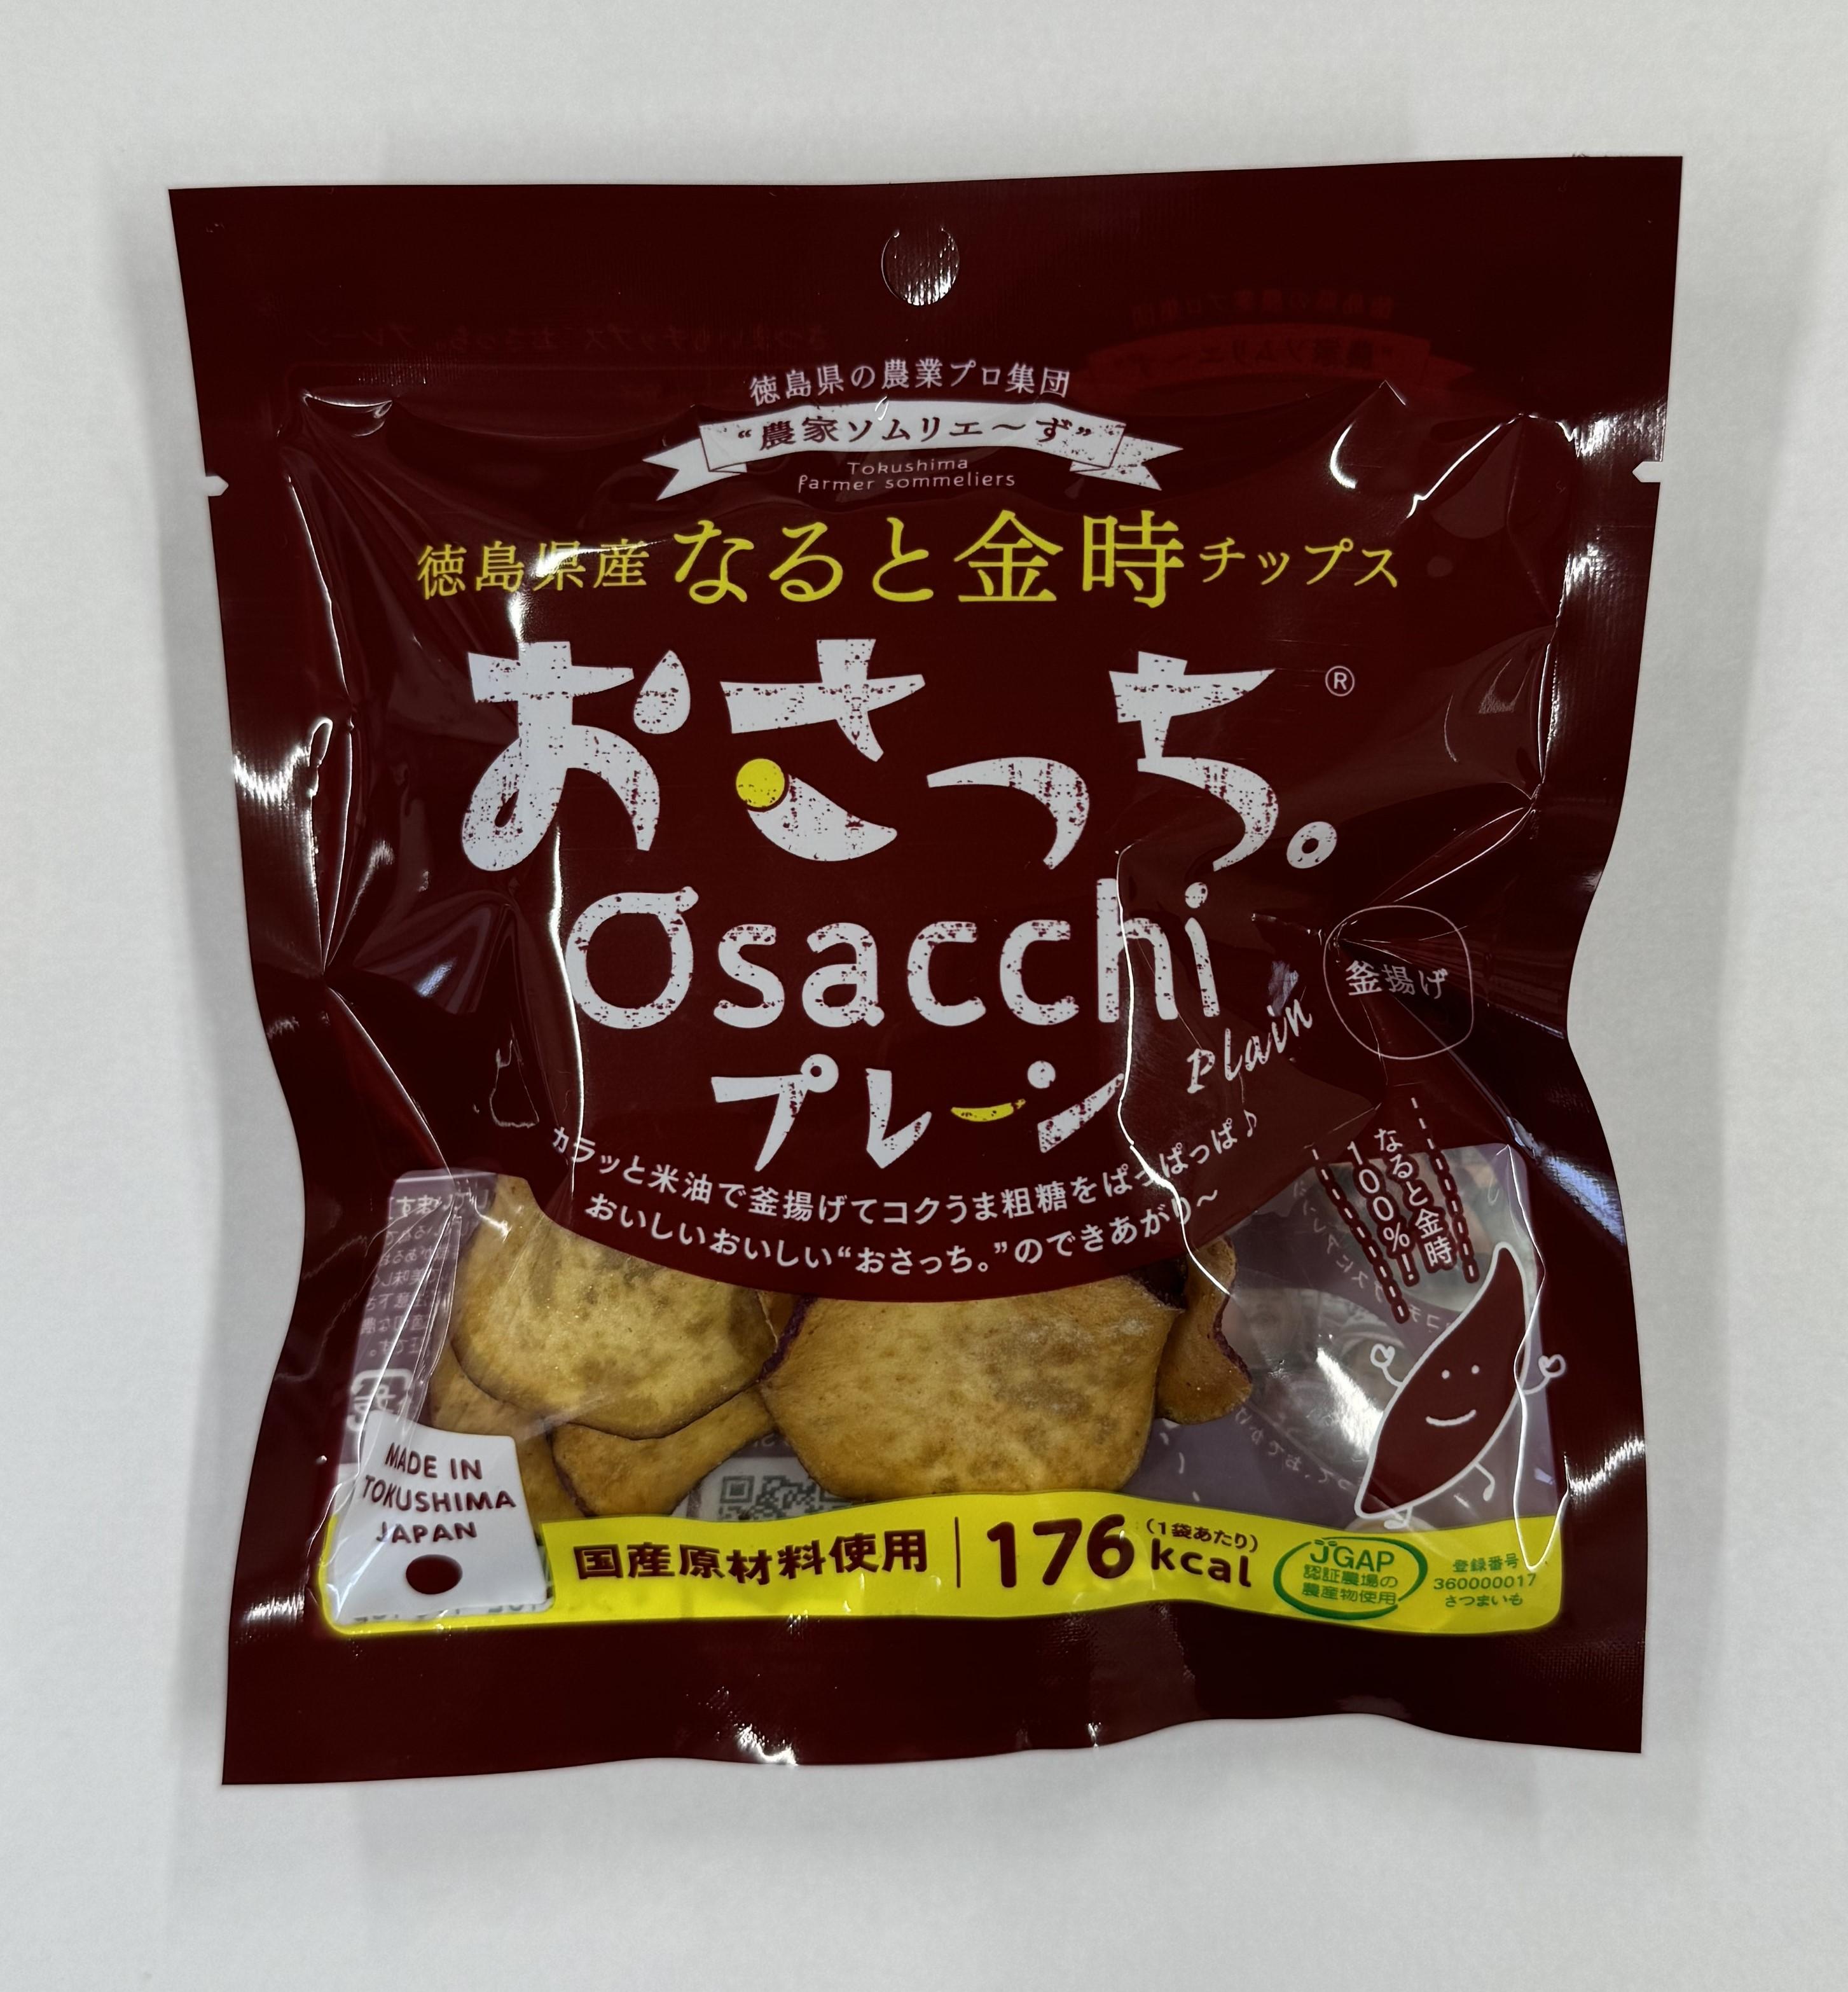 徳島県の農業プロ集団
“農家ソムリエ～ず”
Tokushima
farmer sommeliers
徳島県産なると金時チップス
おさっち。®
Osacchi
プレーン
Plain
釜揚げ
カラッと米油で釜揚げてコクうま粗糖をぱっぱっぱ♪
おいしいおいしい“おさっち。”のできあがり～
なると金時
100%!
MADE IN
TOKUSHIMA
JAPAN
国産原材料使用
176 kcal
(1袋あたり)
JGAP
認証農場の
農産物使用
登録番号
360000017
さつまいも